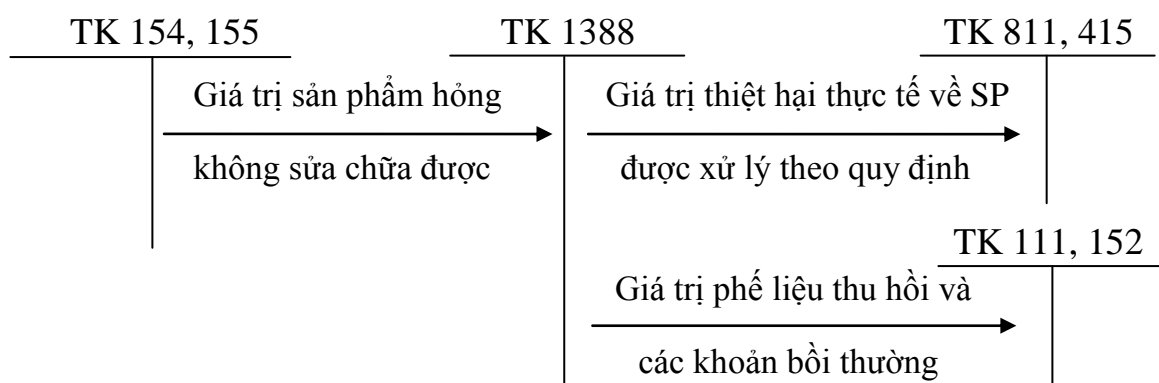 TK 154, 155 TK 1388 TK 811, 415
Giá trị sản phẩm hỏng Giá trị thiệt hại thực tế về SP
không sửa chữa được được xử lý theo quy định
TK 111, 152
Giá trị phế liệu thu hồi và
các khoản bồi thường